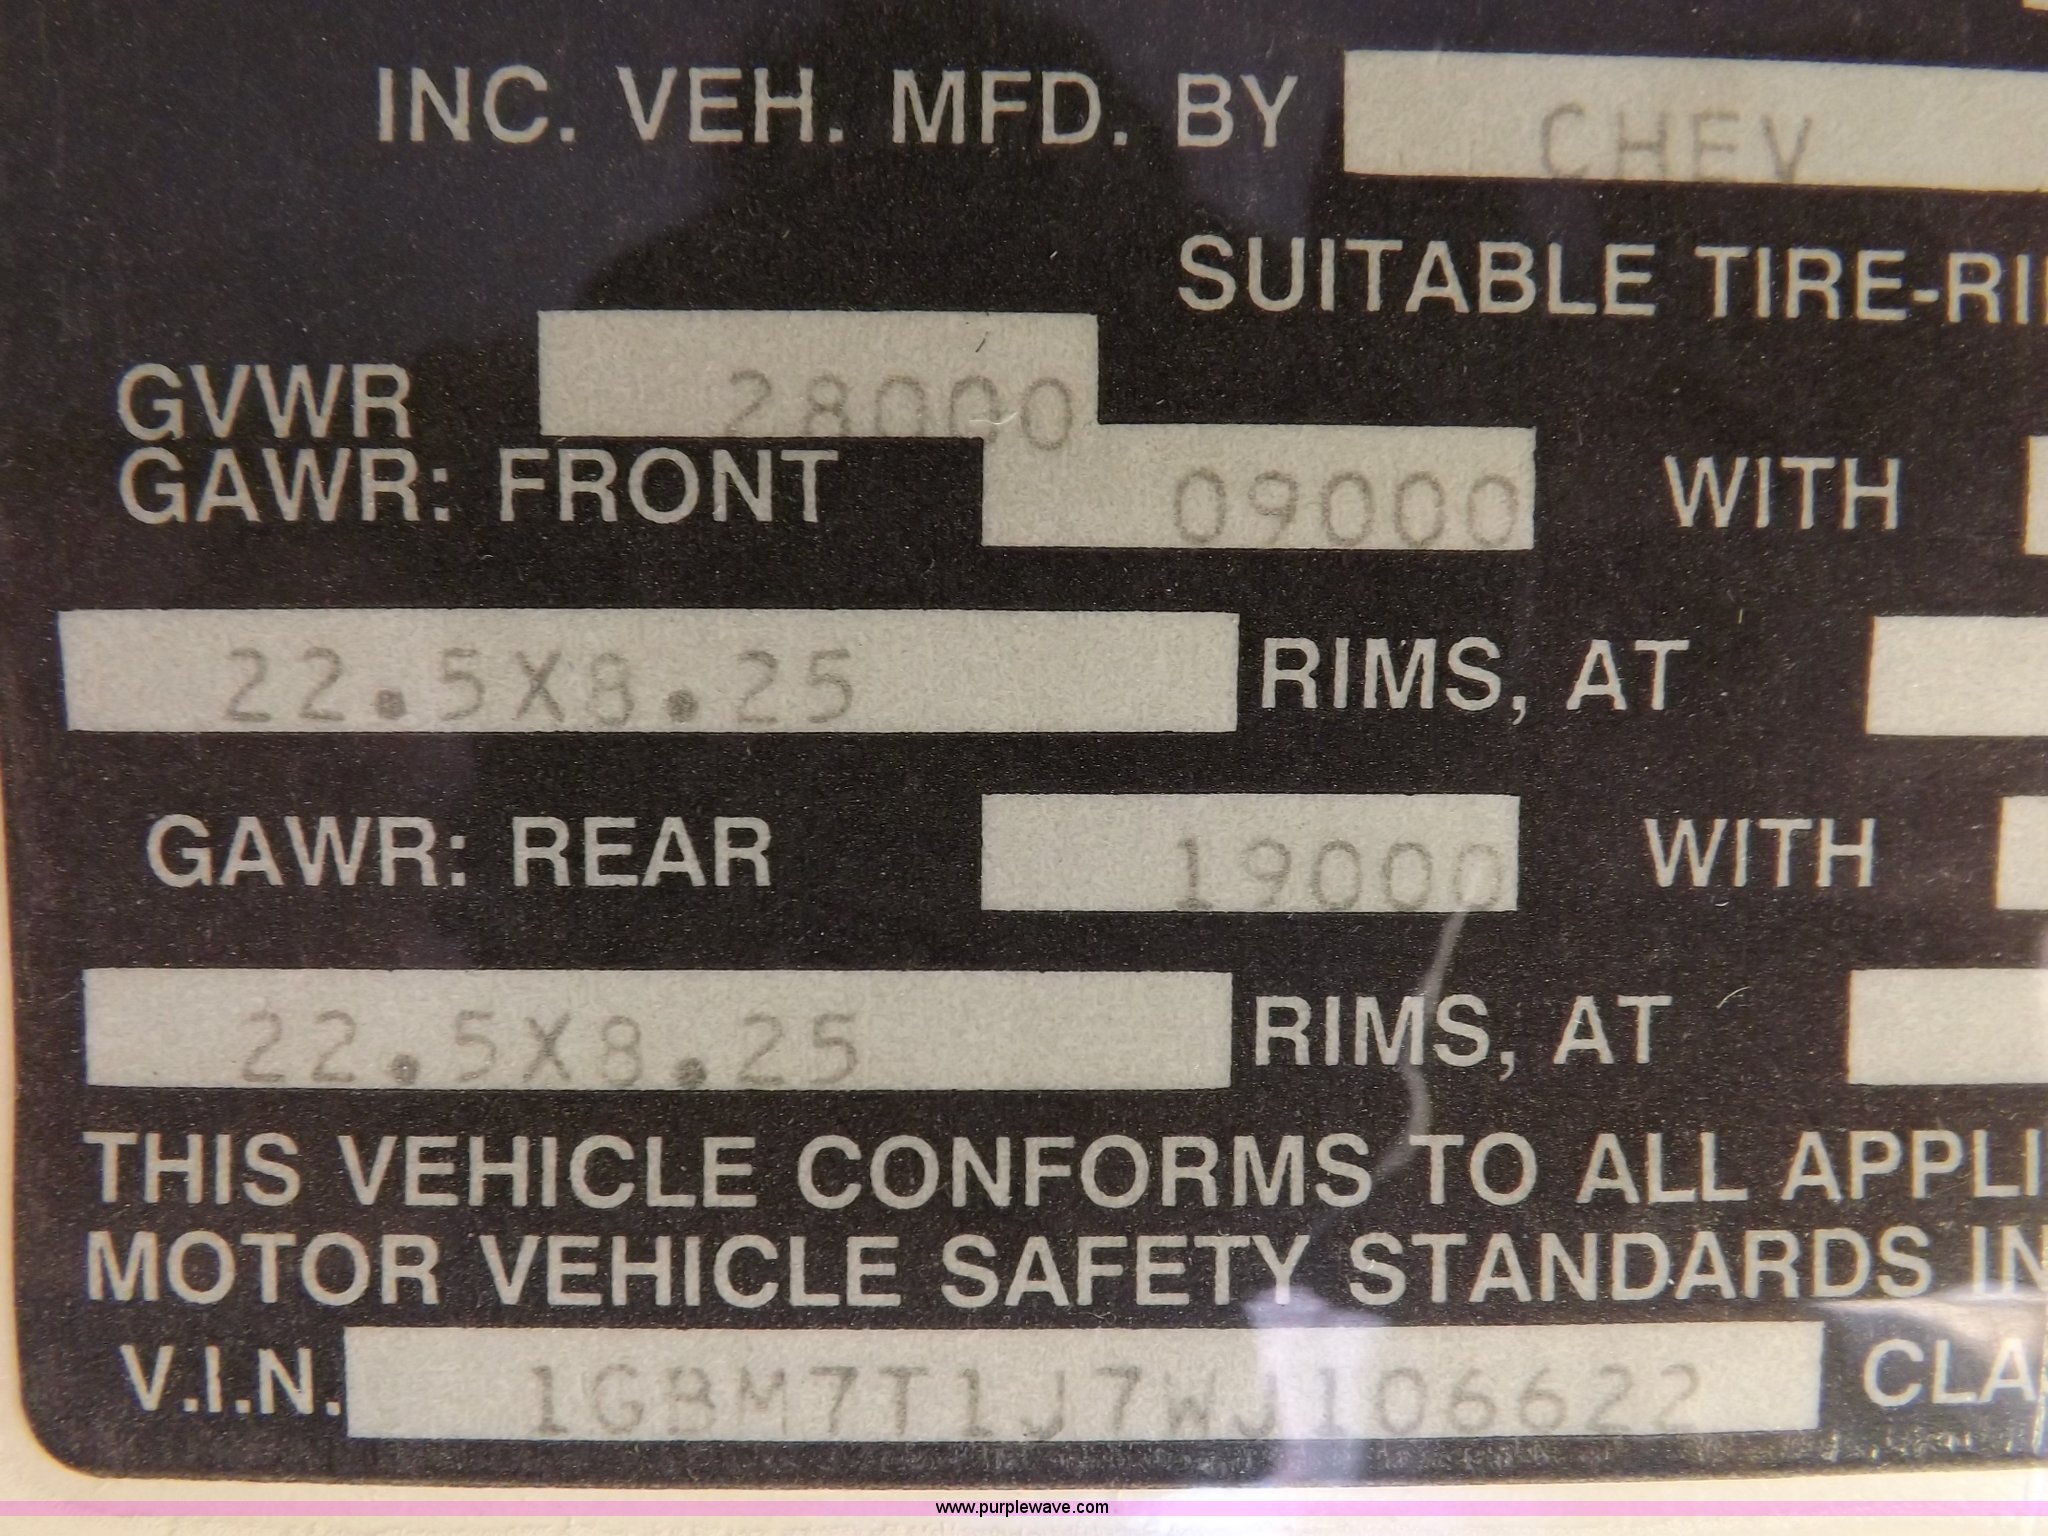 INC. VEH. MFD. BY CHEV
SUITABLE TIRE-RI
GVWR 28000
GAWR: FRONT 09000 WITH
22.5X8.25 RIMS, AT
GAWR: REAR 19000 WITH
22.5X8.25 RIMS, AT
THIS VEHICLE CONFORMS TO ALL APPLI
MOTOR VEHICLE SAFETY STANDARDS IN
V.I.N. 1GBM7T1J7WJ106622 CLA
www.purplewave.com